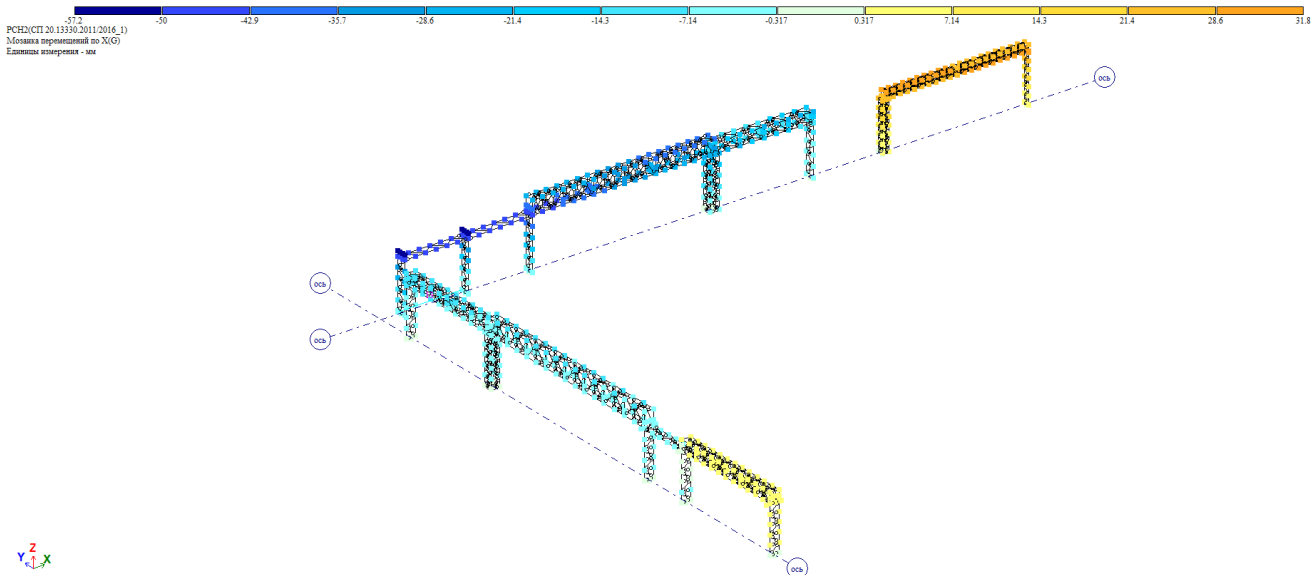 -57.2 -50 -42.9 -35.7 -28.6 -21.4 -14.3 -7.14 -0.317 0.317 7.14 14.3 21.4 28.6 31.8
РСН2(СП 20.13330.2011/2016_1)
Мозаика перемещений по X(G)
Единицы измерения - мм
ось
ось
ось
ось
Z
Y X